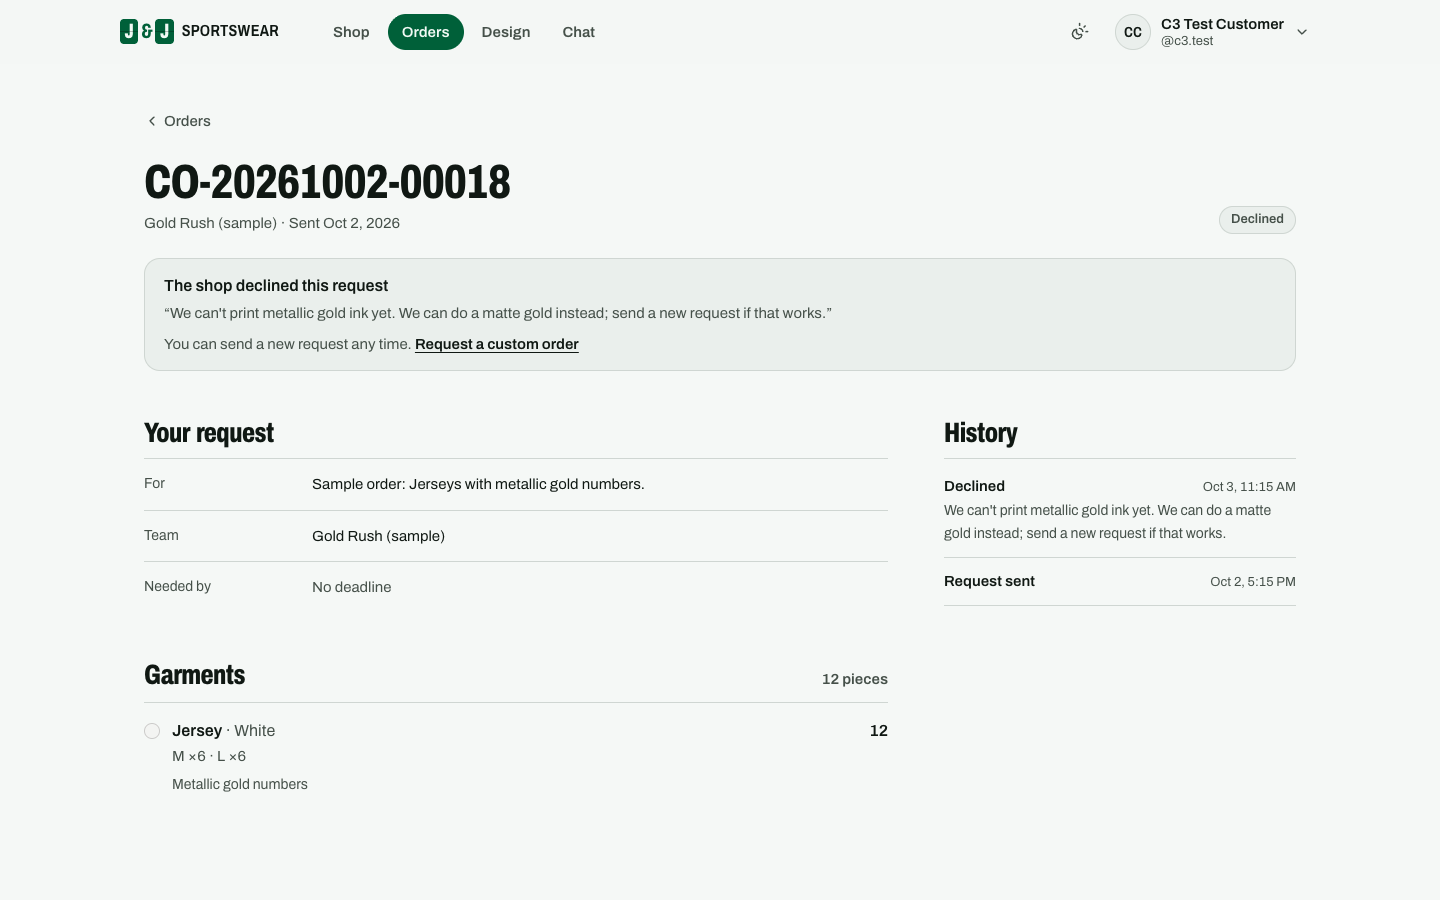 J & J SPORTSWEAR
Shop
Orders
Design
Chat
CC
C3 Test Customer
@c3.test
Orders
CO-20261002-00018
Gold Rush (sample) · Sent Oct 2, 2026
Declined
The shop declined this request
“We can't print metallic gold ink yet. We can do a matte gold instead; send a new request if that works.”
You can send a new request any time. Request a custom order
Your request
For
Sample order: Jerseys with metallic gold numbers.
Team
Gold Rush (sample)
Needed by
No deadline
Garments
12 pieces
Jersey · White
12
M ×6 · L ×6
Metallic gold numbers
History
Declined
Oct 3, 11:15 AM
We can't print metallic gold ink yet. We can do a matte
gold instead; send a new request if that works.
Request sent
Oct 2, 5:15 PM